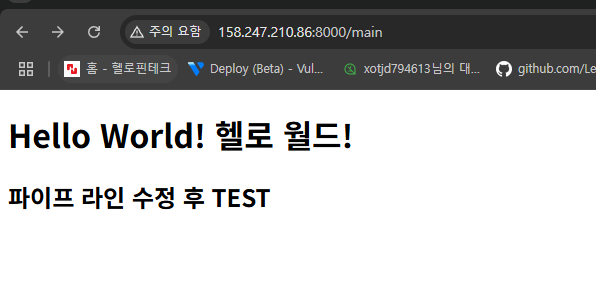 주의 요함 158.247.210.86:8000/main
홈 - 헬로핀테크 Deploy (Beta) - Vul... xotjd794613님의 대... github.com/Le
Hello World! 헬로 월드!
파이프 라인 수정 후 TEST